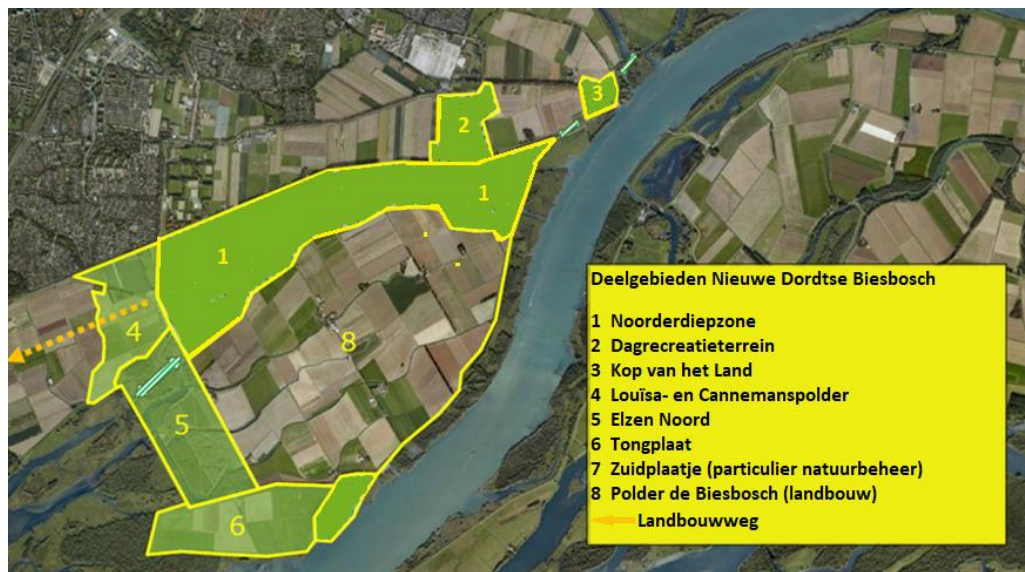 3
2
1
1
4
8
5
6
Deelgebieden Nieuwe Dordtse Biesbosch
1 Noorderdiepzone
2 Dagrecreatieterrein
3 Kop van het Land
4 Louïsa- en Cannemanspolder
5 Elzen Noord
6 Tongplaat
7 Zuidplaatje (particulier natuurbeheer)
8 Polder de Biesbosch (landbouw)
Landbouwweg